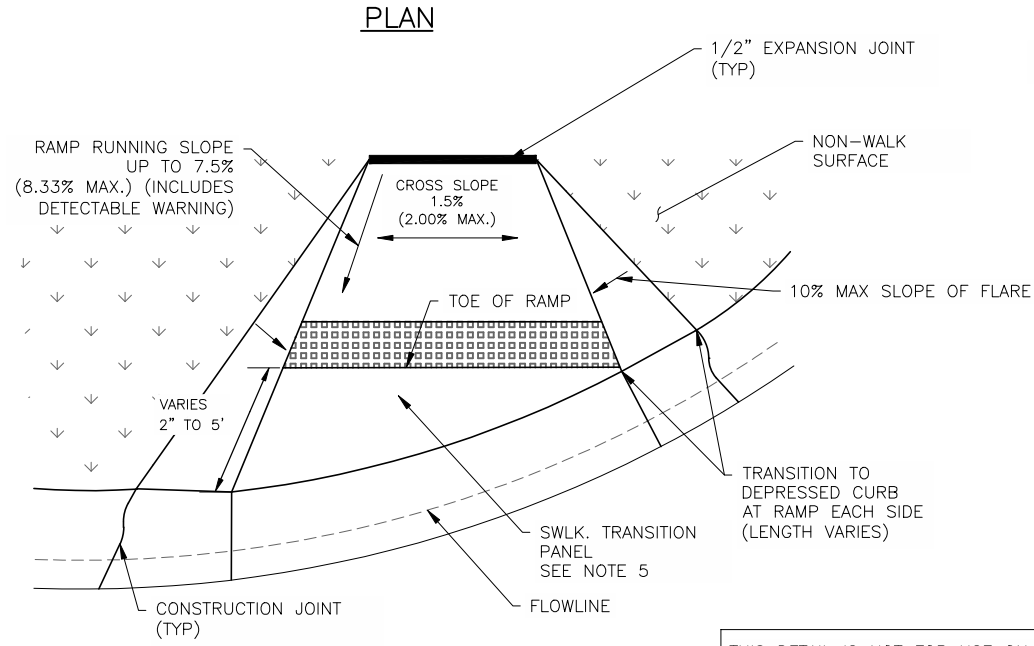 PLAN
1/2" EXPANSION JOINT
(TYP)
RAMP RUNNING SLOPE
UP TO 7.5%
(8.33% MAX.) (INCLUDES
DETECTABLE WARNING)
NON-WALK
SURFACE
CROSS SLOPE
1.5%
(2.00% MAX.)
10% MAX SLOPE OF FLARE
TOE OF RAMP
VARIES
2" TO 5'
TRANSITION TO
DEPRESSED CURB
AT RAMP EACH SIDE
(LENGTH VARIES)
SWLK. TRANSITION
PANEL
SEE NOTE 5
FLOWLINE
CONSTRUCTION JOINT
(TYP)